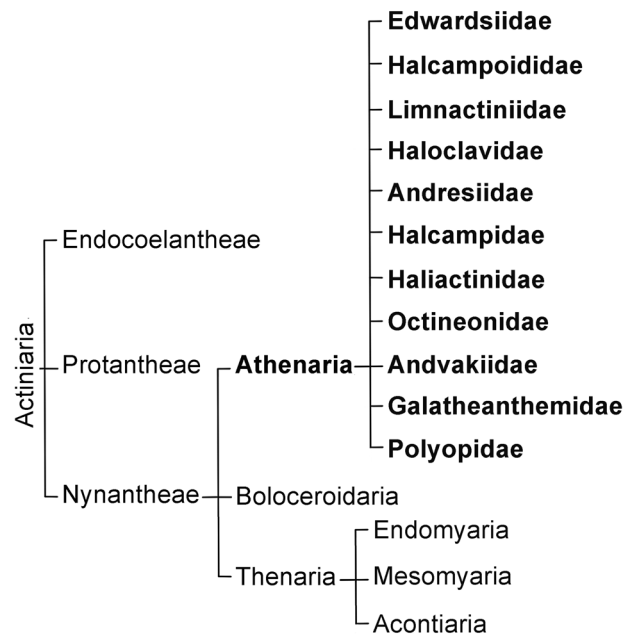 Edwardsiidae
Halcampoididae
Limnactiniidae
Haloclavidae
Andresiidae
Halcampidae
Haliactinidae
Octineonidae
Andvakiidae
Galatheanthemidae
Polyopidae
Actiniaria
Endocoelantheae
Protantheae
Nynantheae
Athenaria
Boloceroidaria
Thenaria
Endomyaria
Mesomyaria
Acontiaria